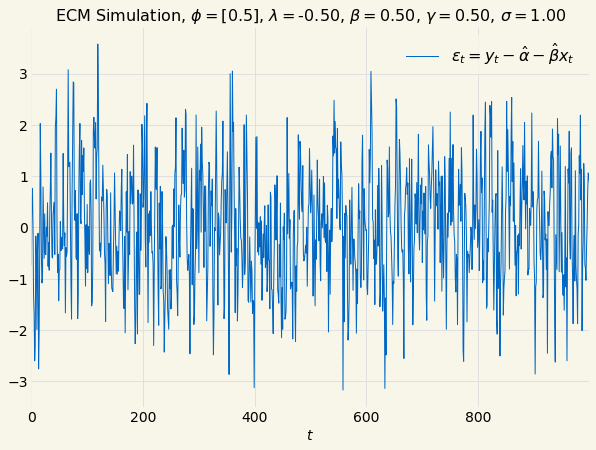 ECM Simulation, ϕ = [0.5], λ = -0.50, β = 0.50, γ = 0.50, σ = 1.00
εₜ = yₜ − α̂ − β̂xₜ
3
2
1
0
−1
−2
−3
0 200 400 600 800
t